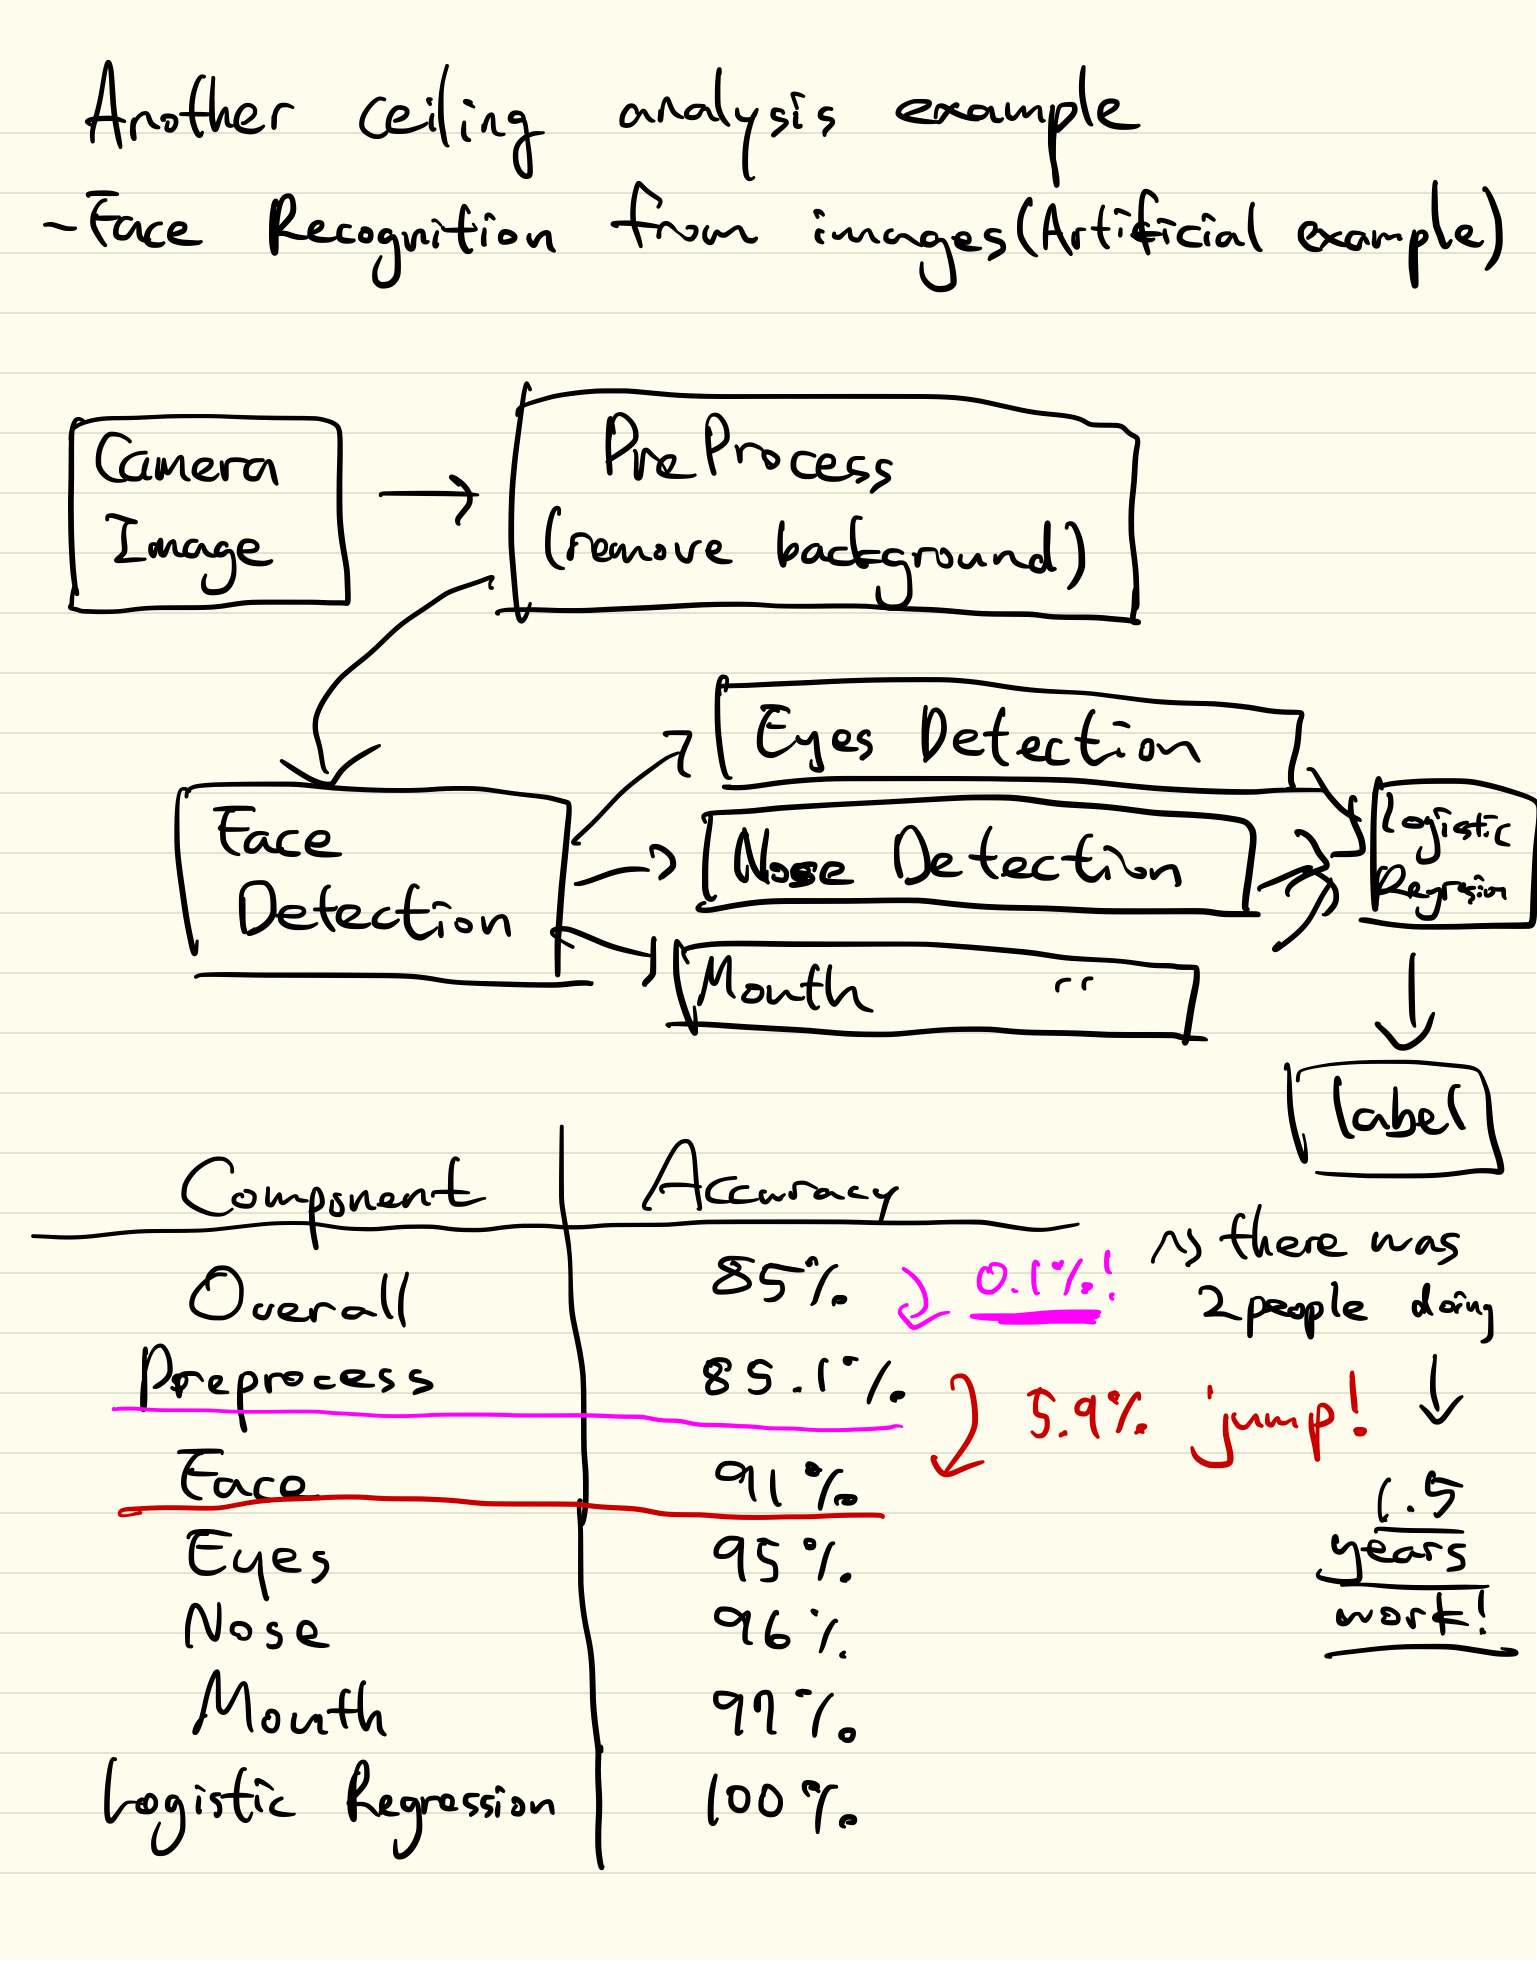 Another ceiling analysis example
- Face Recognition from images (Artificial example)
Camera
Image
PreProcess
(remove background)
Face
Detection
Eyes Detection
Nose Detection
Mouth "
Logistic
Regression
label
Component Accuracy
Overall 85%
0.1%!
Preprocess 85.1%
5.9% jump!
Face 91%
Eyes 95%
Nose 96%
Mouth 97%
Logistic Regression 100%
there was
2 people doing
1.5
years
work!